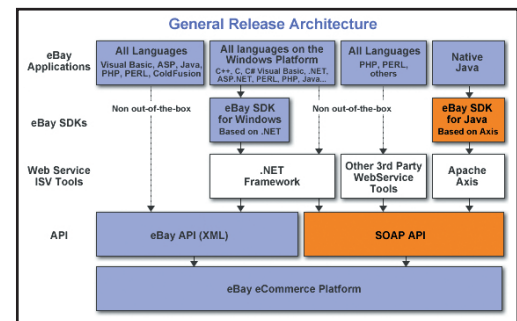 General Release Architecture
eBay
Applications
All Languages
Visual Basic, ASP, Java,
PHP, PERL, ColdFusion
All languages on the
Windows Platform
C++, C, C# Visual Basic, .NET,
ASP.NET, PERL, PHP, Java...
All Languages
PHP, PERL,
others
Native
Java
Non out-of-the-box
Non out-of-the-box
eBay SDKs
eBay SDK
for Windows
Based on .NET
eBay SDK
for Java
Based on Axis
Web Service
ISV Tools
.NET
Framework
Other 3rd Party
WebService
Tools
Apache
Axis
API
eBay API (XML)
SOAP API
eBay eCommerce Platform